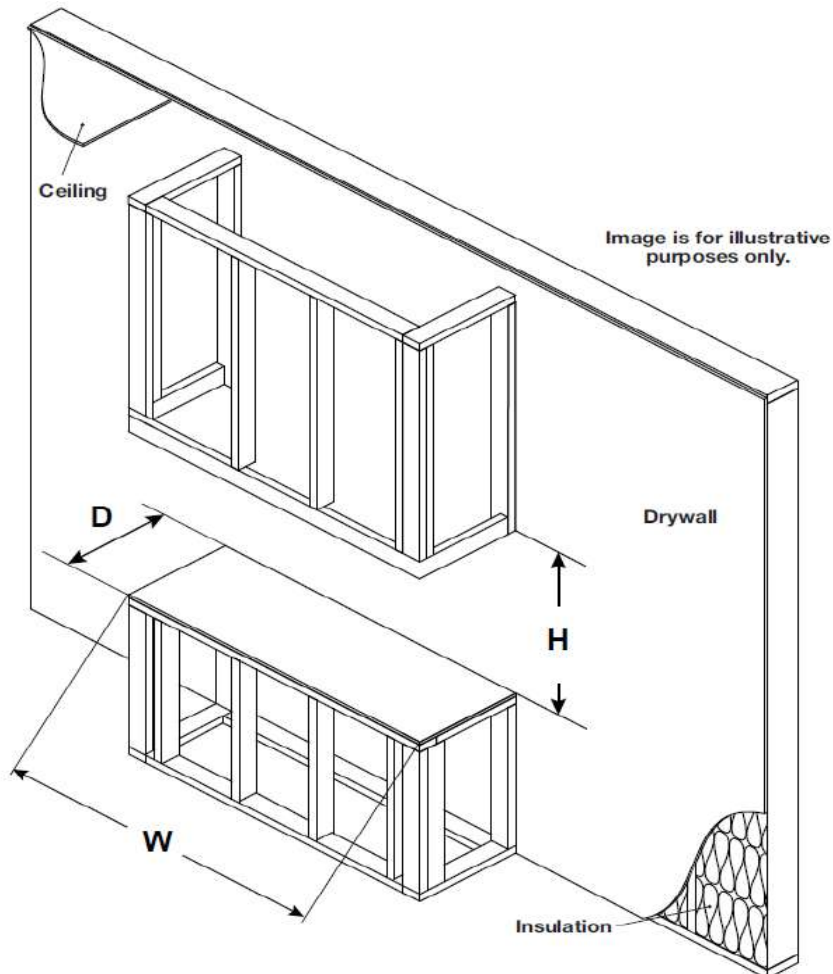 Ceiling
Image is for illustrative
purposes only.
D
Drywall
H
W
Insulation